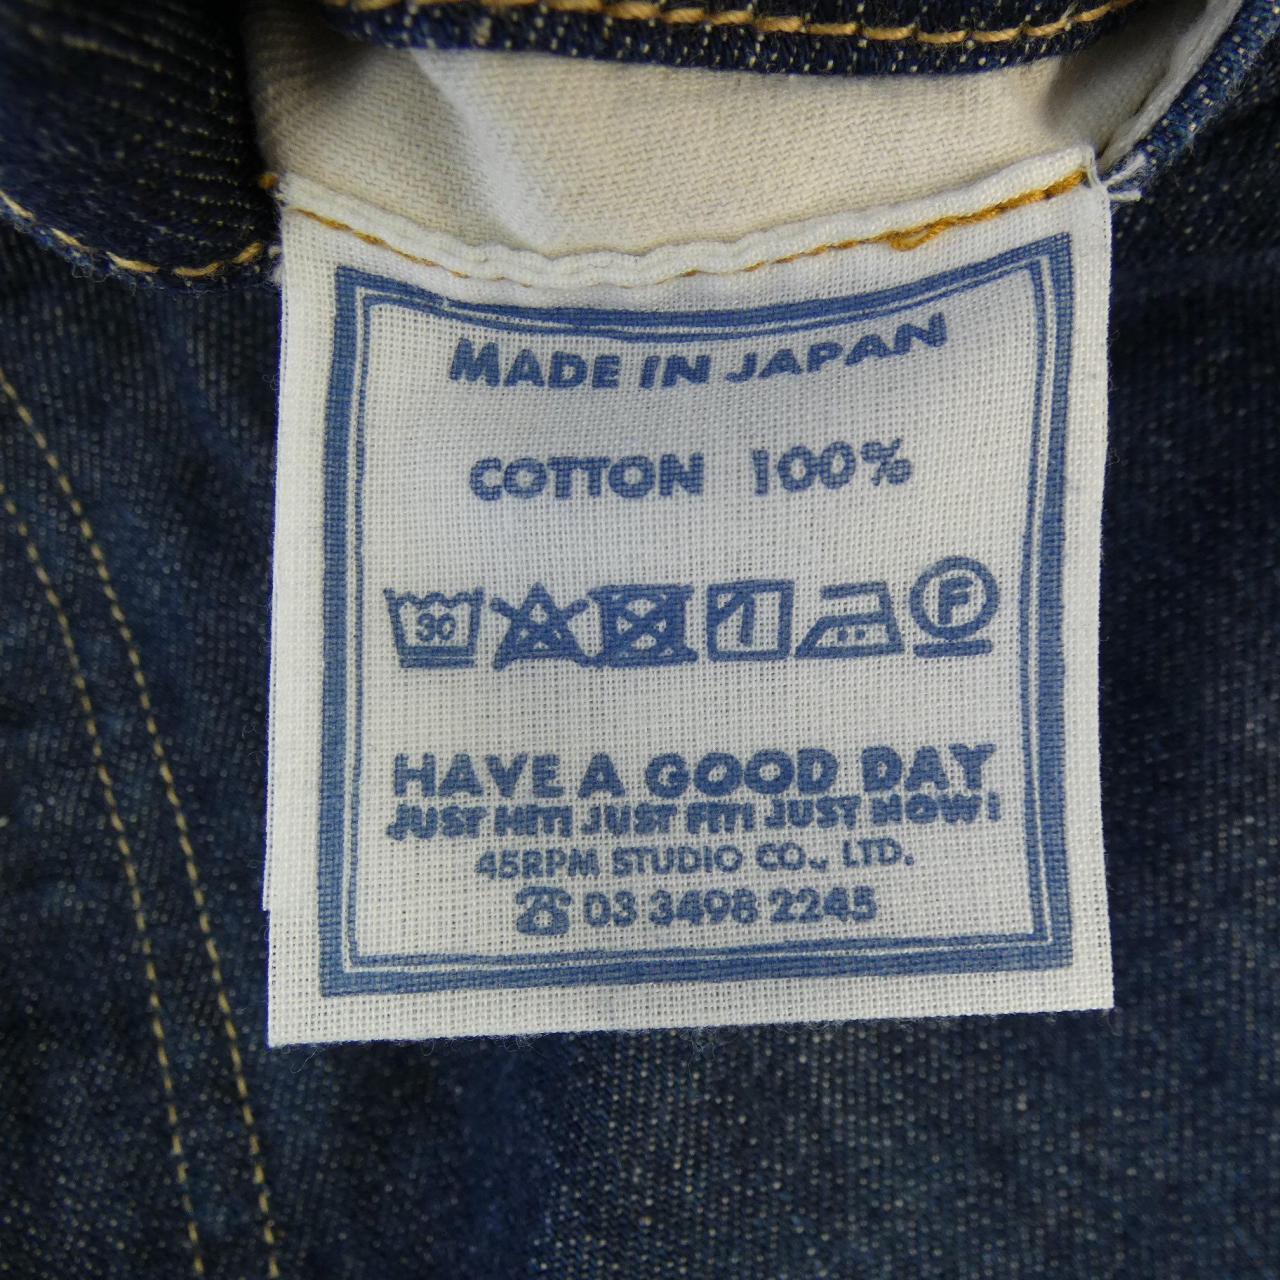 MADE IN JAPAN
COTTON 100%
30 F
HAVE A GOOD DAY
JUST HIT! JUST FIT! JUST NOW!
45RPM STUDIO CO., LTD.
☎ 03 3498 2245